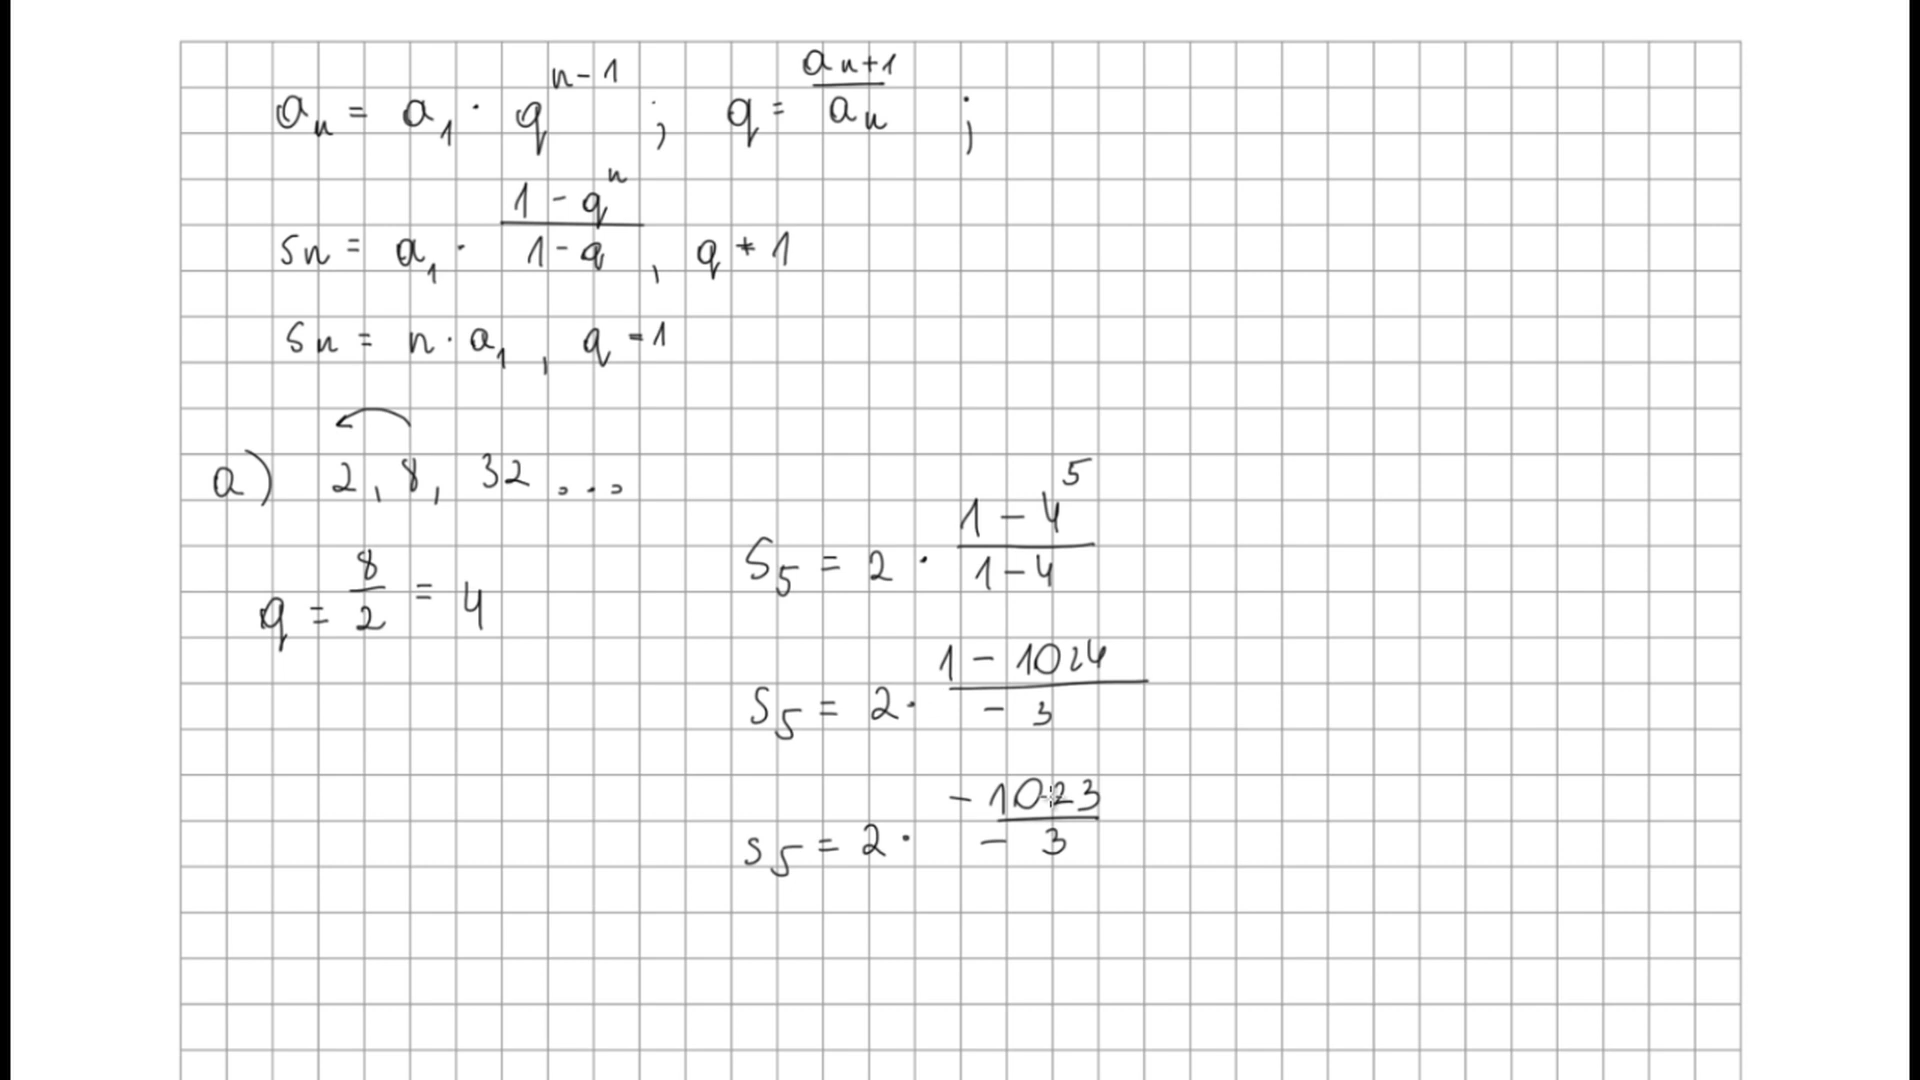 aₙ = a₁ · qⁿ⁻¹ ; q = aₙ₊₁/aₙ ;
Sn = a₁ · (1 - qⁿ)/(1 - q) , q ≠ 1
Sn = n · a₁ , q = 1
a) 2, 8, 32 ...
q = 8/2 = 4
S₅ = 2 · (1 - 4⁵)/(1 - 4)
S₅ = 2 · (1 - 1024)/(- 3)
S₅ = 2 · (- 1023)/(- 3)